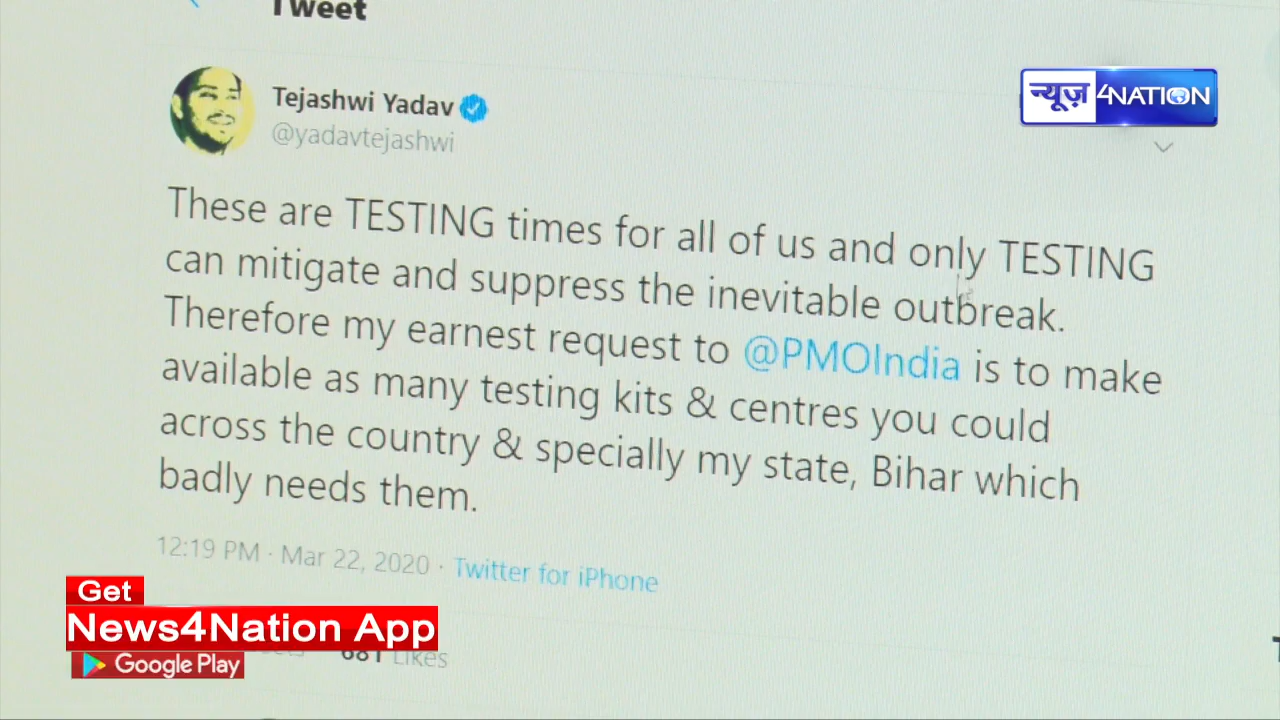 Tweet
न्यूज़ 4NATION
Tejashwi Yadav
@yadavtejashwi
These are TESTING times for all of us and only TESTING
can mitigate and suppress the inevitable outbreak.
Therefore my earnest request to @PMOIndia is to make
available as many testing kits & centres you could
across the country & specially my state, Bihar which
badly needs them.
12:19 PM · Mar 22, 2020 · Twitter for iPhone
681 Likes
Get
News4Nation App
Google Play